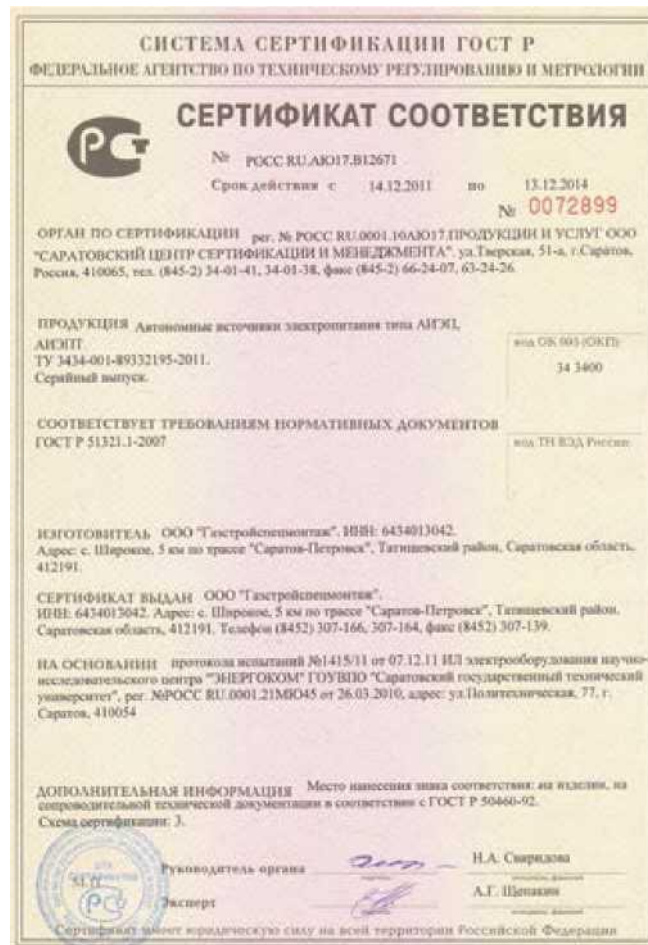 СИСТЕМА СЕРТИФИКАЦИИ ГОСТ Р
ФЕДЕРАЛЬНОЕ АГЕНТСТВО ПО ТЕХНИЧЕСКОМУ РЕГУЛИРОВАНИЮ И МЕТРОЛОГИИ
СЕРТИФИКАТ СООТВЕТСТВИЯ
№ РОСС RU.АЮ17.В12671
Срок действия с 14.12.2011 по 13.12.2014
№ 0072899
ОРГАН ПО СЕРТИФИКАЦИИ рег. № РОСС RU.0001.10АЮ17.ПРОДУКЦИИ И УСЛУГ ООО
"САРАТОВСКИЙ ЦЕНТР СЕРТИФИКАЦИИ И МЕНЕДЖМЕНТА". ул.Тверская, 51-а, г.Саратов,
Россия, 410065, тел. (845-2) 34-01-41, 34-01-38, факс (845-2) 66-24-07, 63-24-26.
ПРОДУКЦИЯ Автономные источники электропитания типа АИЭП,
АИЭПТ
ТУ 3434-001-89332195-2011.
Серийный выпуск.
код ОК 005 (ОКП):
34 3400
СООТВЕТСТВУЕТ ТРЕБОВАНИЯМ НОРМАТИВНЫХ ДОКУМЕНТОВ
ГОСТ Р 51321.1-2007
код ТН ВЭД России:
ИЗГОТОВИТЕЛЬ ООО "Газстройспецмонтаж". ИНН: 6434013042.
Адрес: с. Широкое, 5 км по трассе "Саратов-Петровск", Татищевский район, Саратовская область,
412191.
СЕРТИФИКАТ ВЫДАН ООО "Газстройспецмонтаж".
ИНН: 6434013042. Адрес: с. Широкое, 5 км по трассе "Саратов-Петровск", Татищевский район,
Саратовская область, 412191. Телефон (8452) 307-166, 307-164, факс (8452) 307-139.
НА ОСНОВАНИИ протокола испытаний №1415/11 от 07.12.11 ИЛ электрооборудования научно-
исследовательского центра "ЭНЕРГОКОМ" ГОУВПО "Саратовский государственный технический
университет", рег. №РОСС RU.0001.21МЮ45 от 26.03.2010, адрес: ул.Политехническая, 77, г.
Саратов, 410054
ДОПОЛНИТЕЛЬНАЯ ИНФОРМАЦИЯ Место нанесения знака соответствия: на изделии, на
сопроводительной технической документации в соответствии с ГОСТ Р 50460-92.
Схема сертификации: 3.
М.П.
Руководитель органа Н.А. Свиридова
Эксперт А.Г. Щепакин
Сертификат имеет юридическую силу на всей территории Российской Федерации